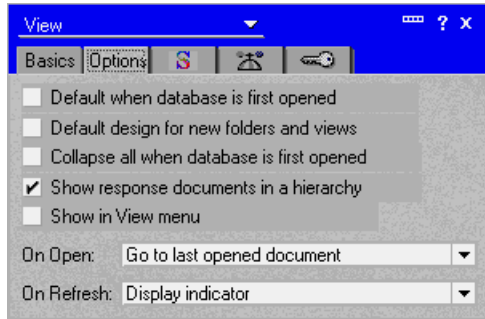 View
? x
Basics Options S
Default when database is first opened
Default design for new folders and views
Collapse all when database is first opened
Show response documents in a hierarchy
Show in View menu
On Open: Go to last opened document
On Refresh: Display indicator